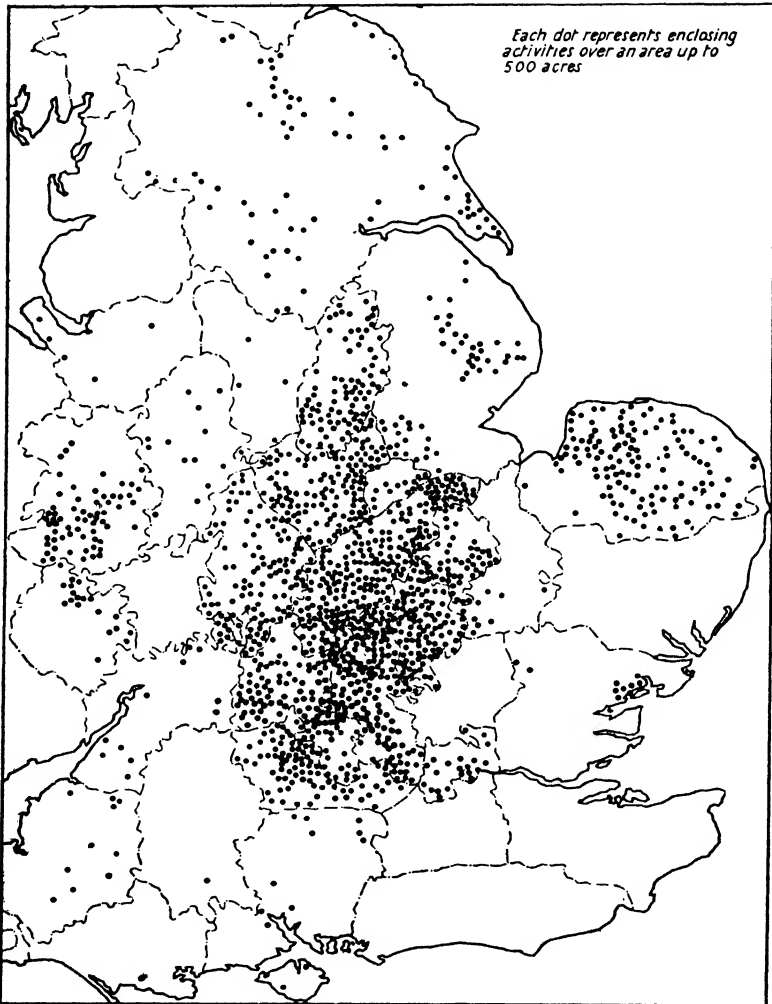 Each dot represents enclosing
activities over an area up to
500 acres